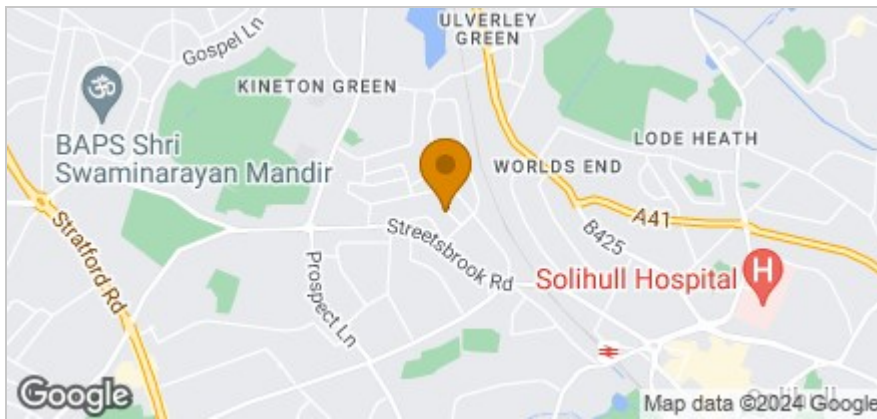 ULVERLEY
GREEN
Gospel Ln
KINETON GREEN
ॐ
BAPS Shri
Swaminarayan Mandir
LODE HEATH
WORLDS END
A41
B425
Streetsbrook Rd
Stratford Rd
Prospect Ln
Solihull Hospital
H
Google
Map data ©2024 Google